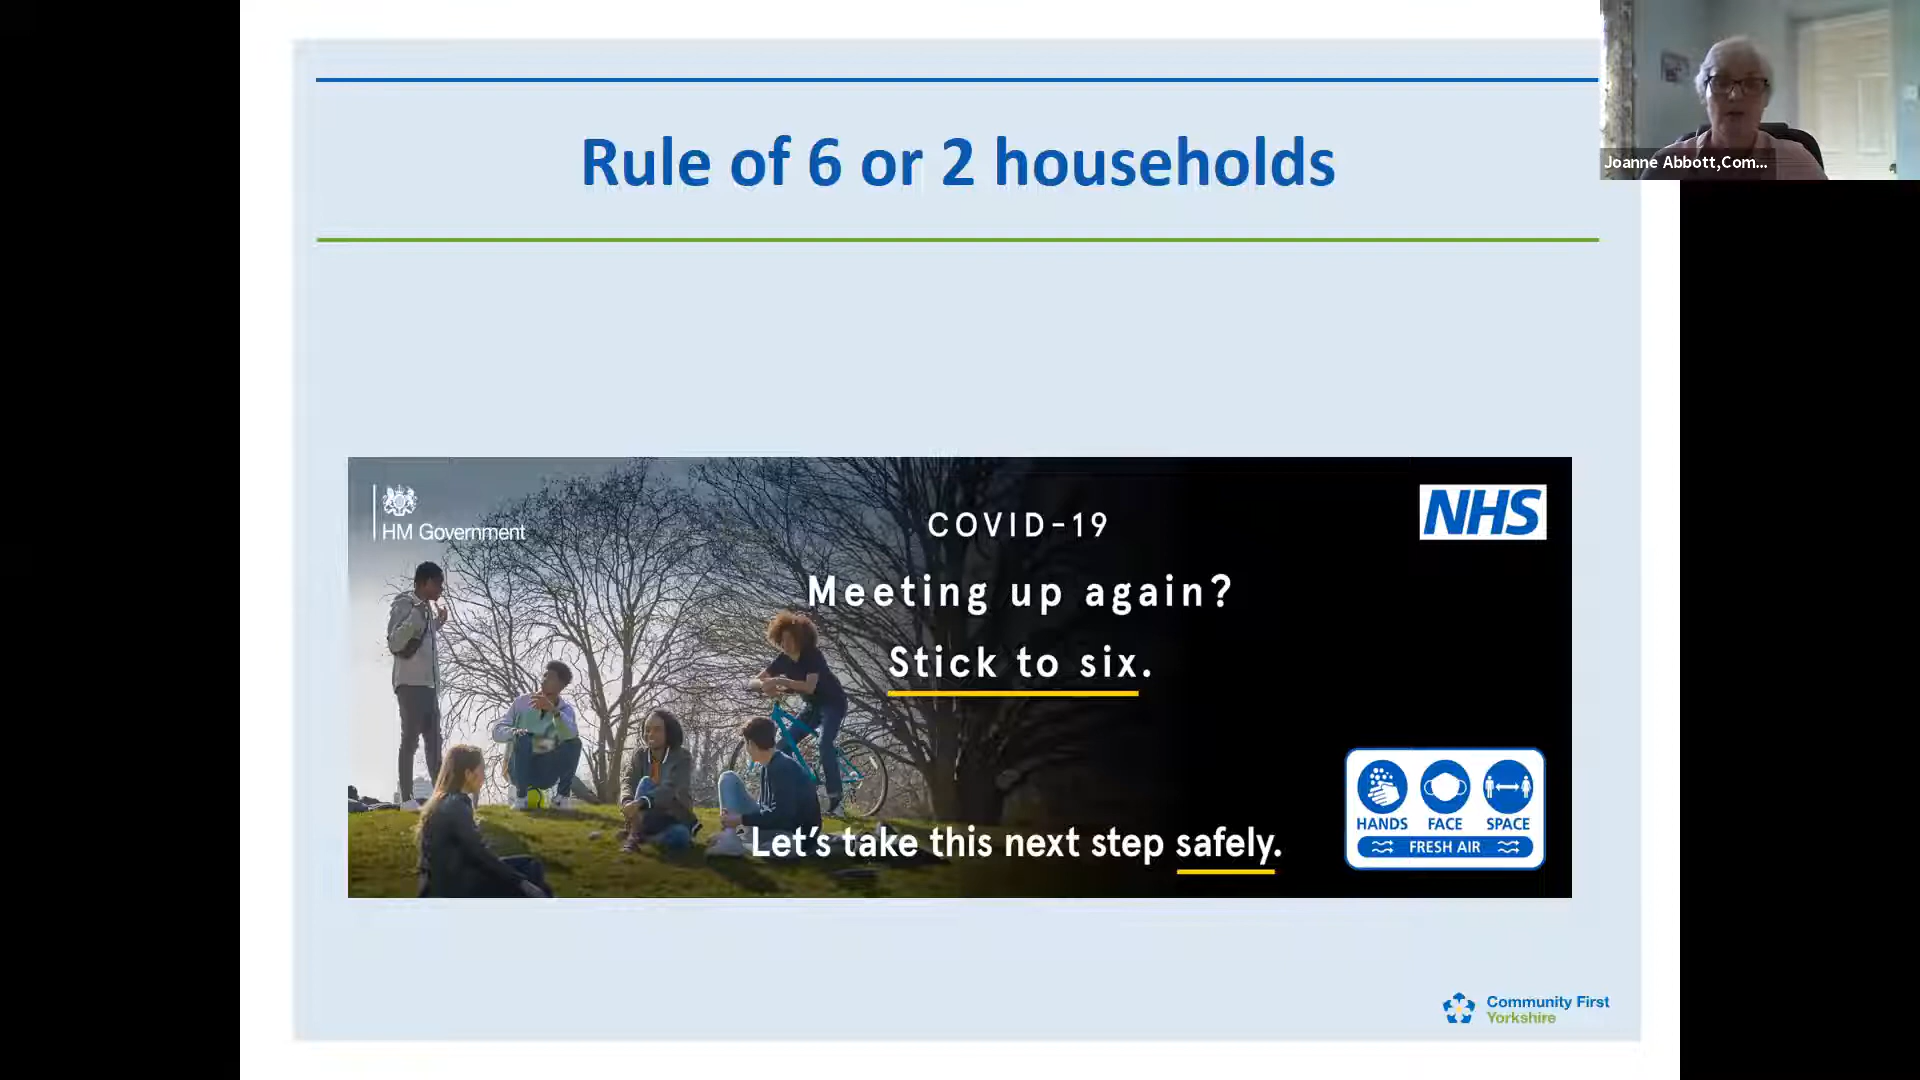 Rule of 6 or 2 households
Joanne Abbott,Com...
HM Government
COVID-19
NHS
Meeting up again?
Stick to six.
HANDS FACE SPACE
FRESH AIR
Let's take this next step safely.
Community First
Yorkshire